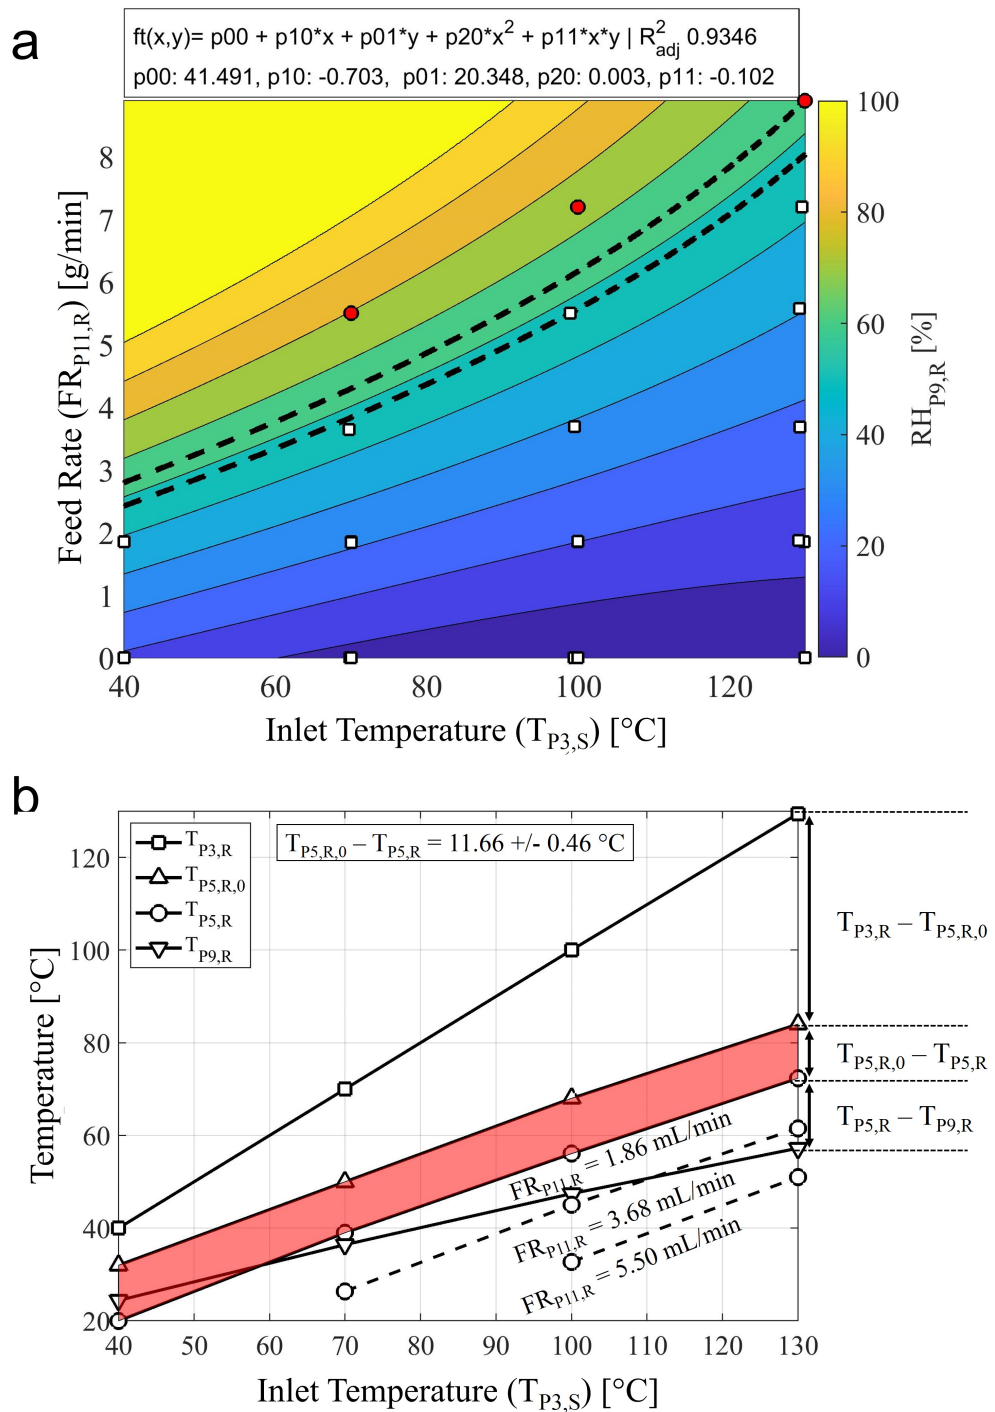 a
ft(x,y)= p00 + p10*x + p01*y + p20*x² + p11*x*y | R²adj 0.9346
p00: 41.491, p10: -0.703, p01: 20.348, p20: 0.003, p11: -0.102
Feed Rate (FRP11,R) [g/min]
8
7
6
5
4
3
2
1
0
40 60 80 100 120
Inlet Temperature (TP3,S) [°C]
100
80
60
40
20
0
RHP9,R [%]
b
Temperature [°C]
120
100
80
60
40
20
TP3,R
TP5,R,0
TP5,R
TP9,R
TP5,R,0 – TP5,R = 11.66 +/- 0.46 °C
FRP11,R = 1.86 mL/min
FRP11,R = 3.68 mL/min
FRP11,R = 5.50 mL/min
TP3,R – TP5,R,0
TP5,R,0 – TP5,R
TP5,R – TP9,R
40 50 60 70 80 90 100 110 120 130
Inlet Temperature (TP3,S) [°C]